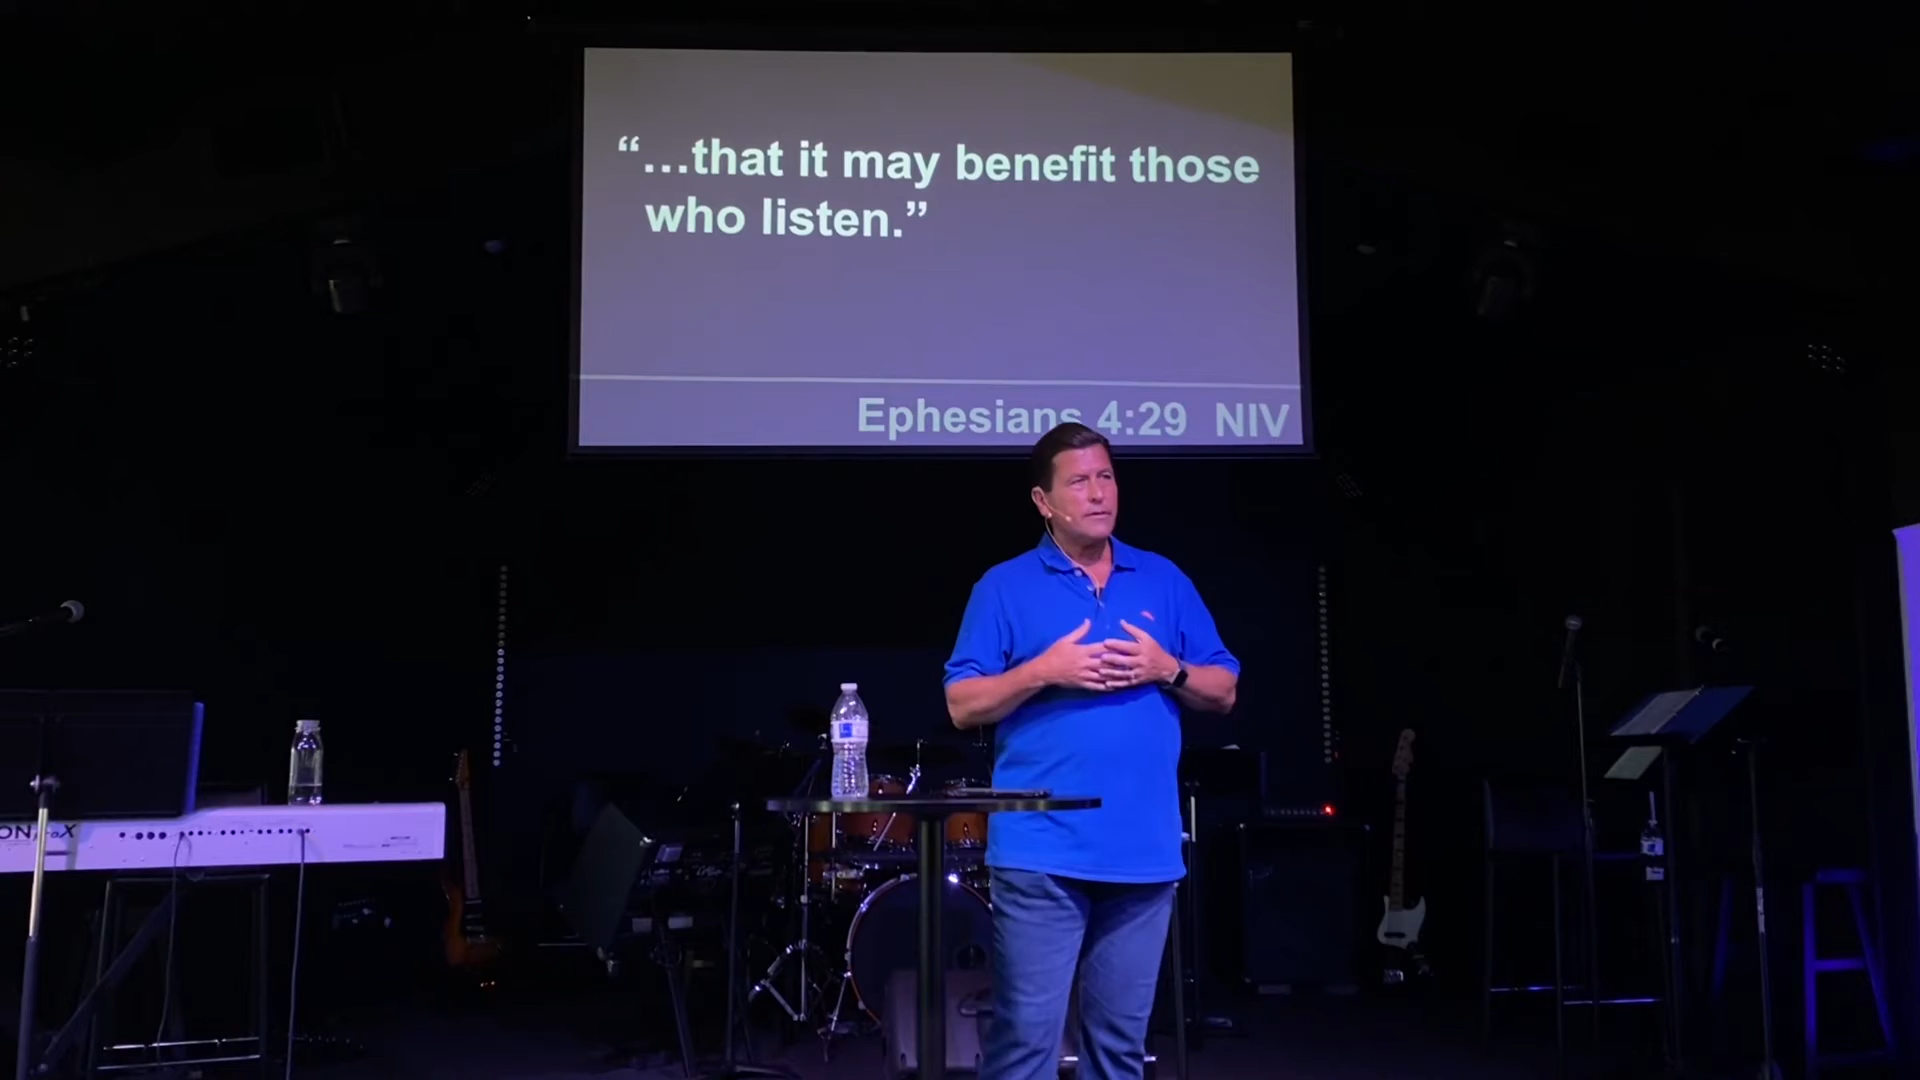 “…that it may benefit those
who listen.”
Ephesians 4:29 NIV